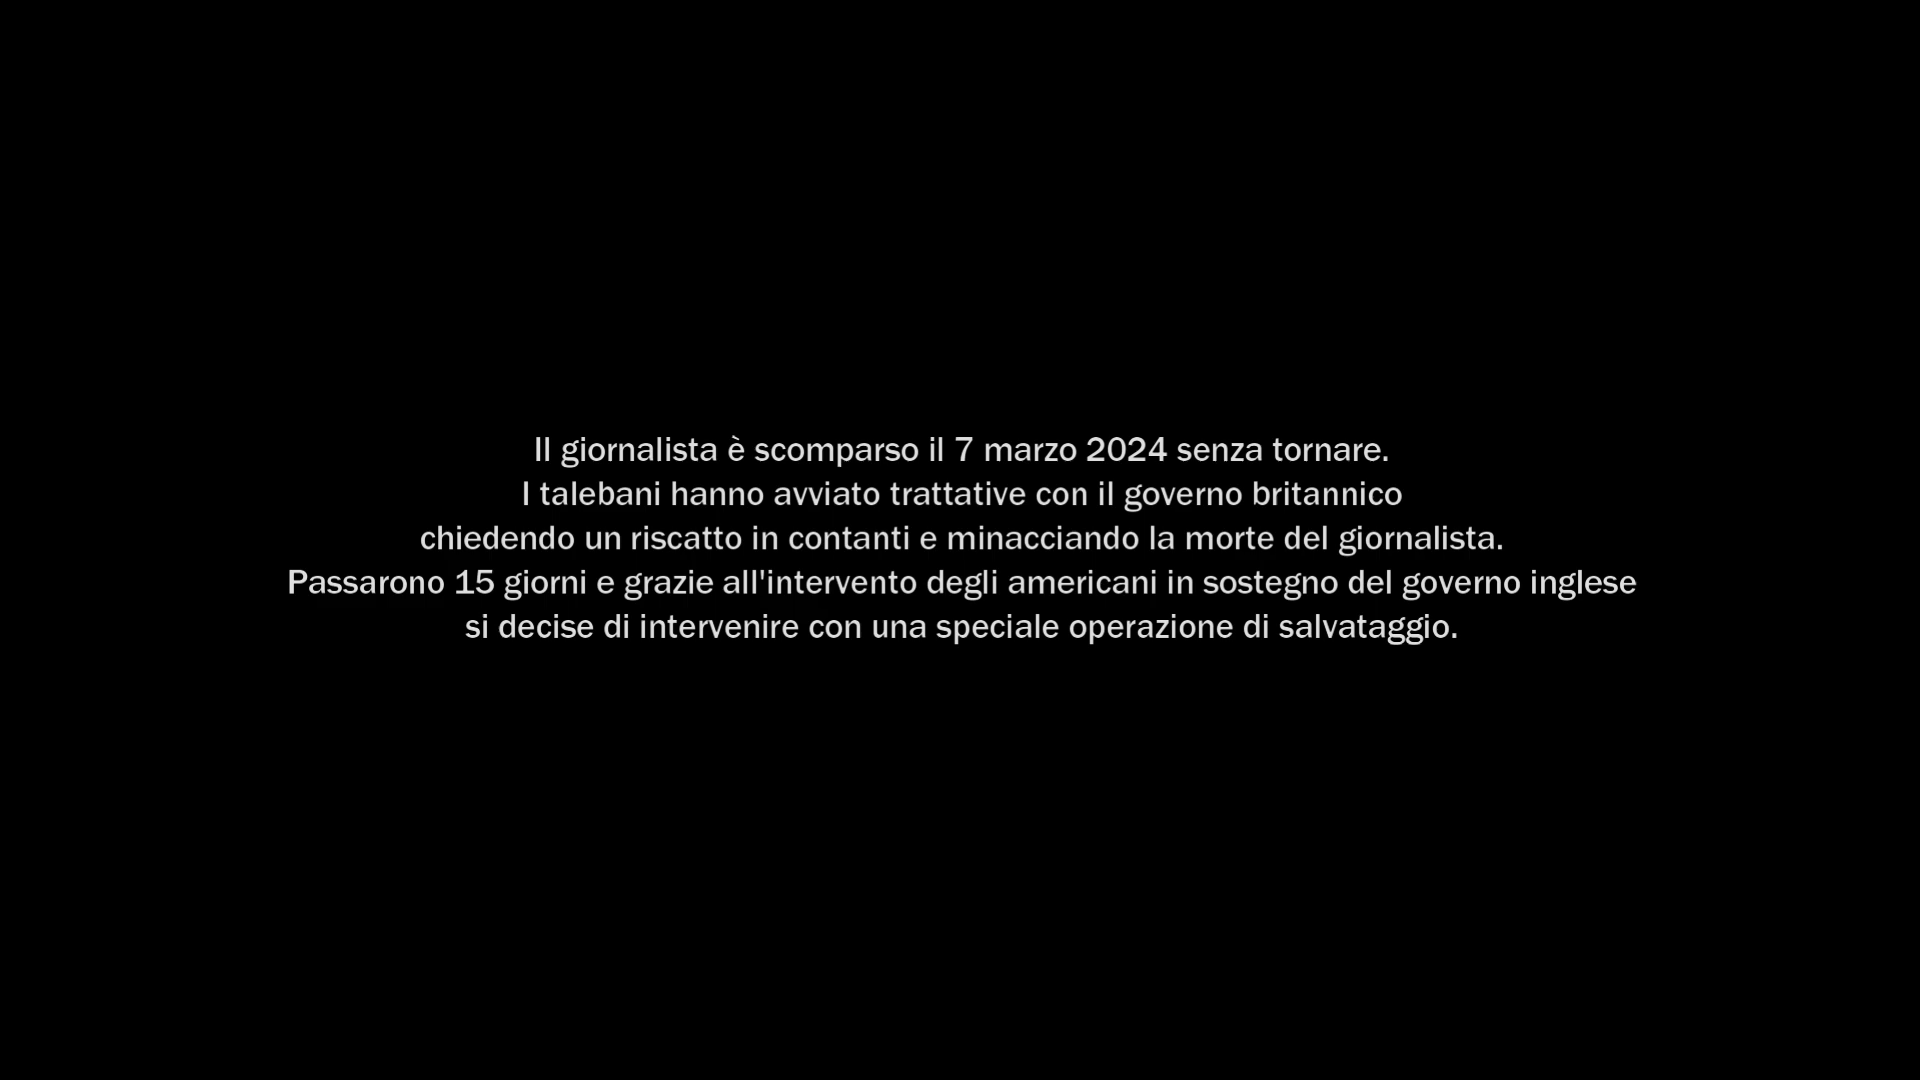 Il giornalista è scomparso il 7 marzo 2024 senza tornare.
I talebani hanno avviato trattative con il governo britannico
chiedendo un riscatto in contanti e minacciando la morte del giornalista.
Passarono 15 giorni e grazie all'intervento degli americani in sostegno del governo inglese
si decise di intervenire con una speciale operazione di salvataggio.